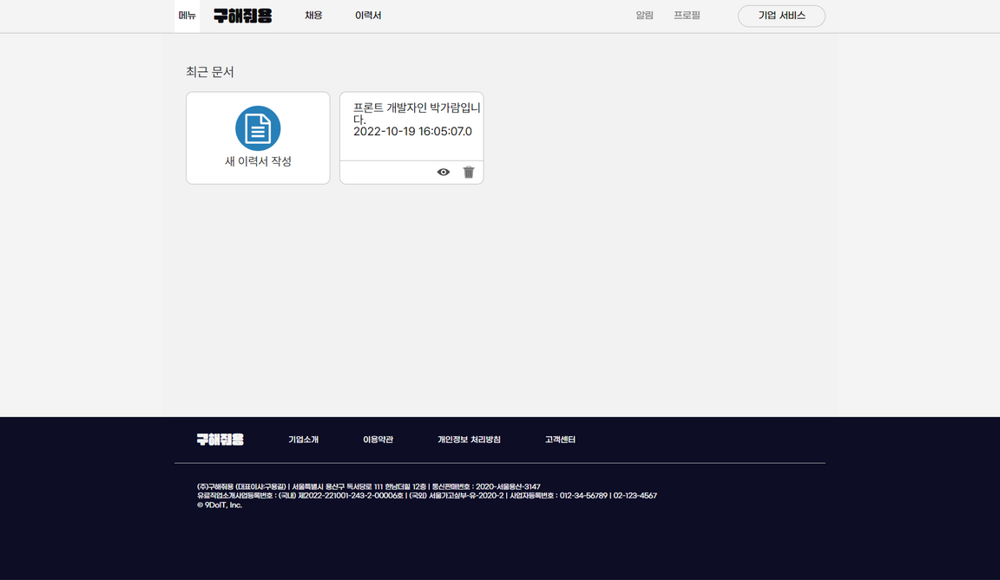 메뉴 구해줘용 채용 이력서 알림 프로필 기업 서비스
최근 문서
새 이력서 작성
프론트 개발자인 박가람입니
다.
2022-10-19 16:05:07.0
구해줘용 기업소개 이용약관 개인정보 처리방침 고객센터
(주)구해줘용 (대표이사:구용길) | 서울특별시 용산구 독서당로 111 한남더힐 12층 | 통신판매번호 : 2020-서울용산-3147
유료직업소개사업등록번호 : (국내) 제2022-221001-243-2-00006호 | (국외) 서울가고싶부-유-2020-2 | 사업자등록번호 : 012-34-56789 | 02-123-4567
© 9DoIT, Inc.